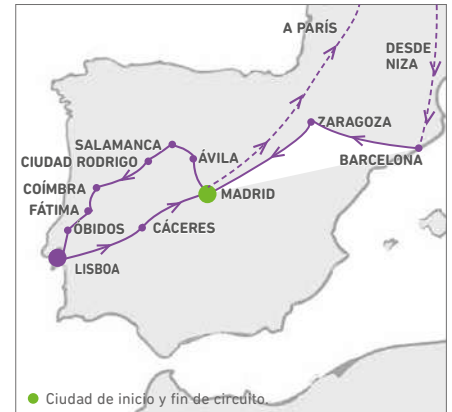 A PARÍS
DESDE
NIZA
ZARAGOZA
SALAMANCA
CIUDAD RODRIGO
ÁVILA
BARCELONA
COÍMBRA
MADRID
FÁTIMA
ÓBIDOS
CÁCERES
LISBOA
Ciudad de inicio y fin de circuito.